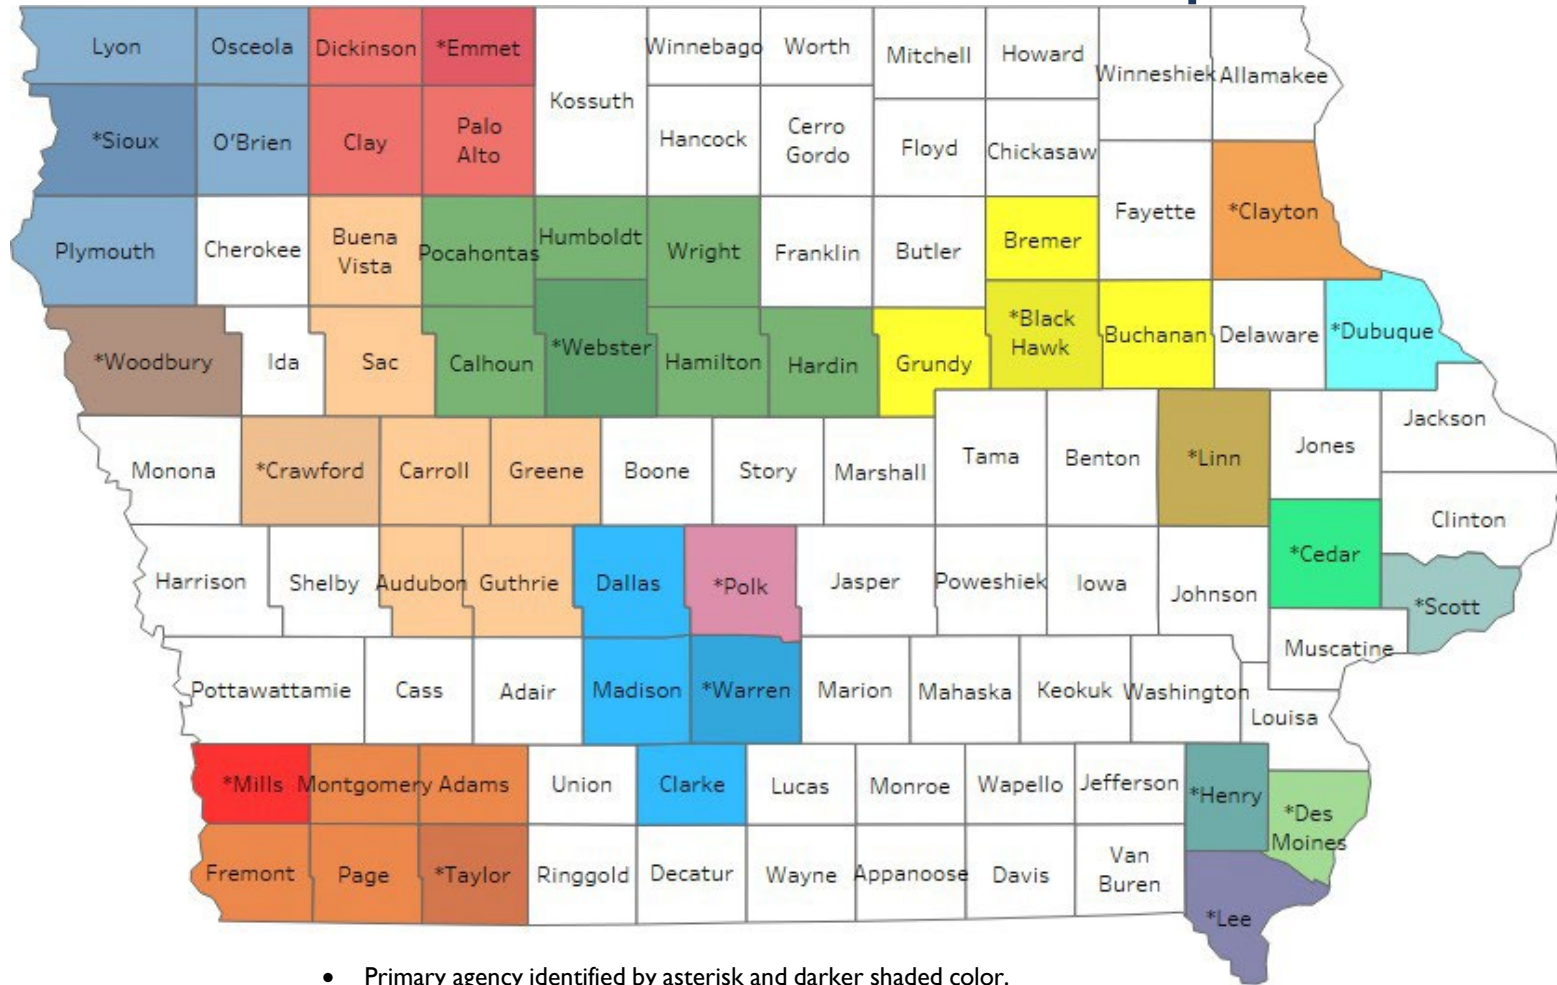 Lyon
Osceola
Dickinson
*Emmet
Kossuth
Winnebago
Worth
Mitchell
Howard
Winneshiek
Allamakee
*Sioux
O'Brien
Clay
Palo
Alto
Hancock
Cerro
Gordo
Floyd
Chickasaw
Fayette
*Clayton
Plymouth
Cherokee
Buena
Vista
Pocahontas
Humboldt
Wright
Franklin
Butler
Bremer
*Woodbury
Ida
Sac
Calhoun
*Webster
Hamilton
Hardin
Grundy
*Black
Hawk
Buchanan
Delaware
*Dubuque
Monona
*Crawford
Carroll
Greene
Boone
Story
Marshall
Tama
Benton
*Linn
Jones
Jackson
Clinton
Harrison
Shelby
Audubon
Guthrie
Dallas
*Polk
Jasper
Poweshiek
Iowa
Johnson
*Cedar
*Scott
Muscatine
Pottawattamie
Cass
Adair
Madison
*Warren
Marion
Mahaska
Keokuk
Washington
Louisa
*Mills
Montgomery
Adams
Union
Clarke
Lucas
Monroe
Wapello
Jefferson
*Henry
*Des
Moines
Fremont
Page
*Taylor
Ringgold
Decatur
Wayne
Appanoose
Davis
Van
Buren
*Lee
• Primary agency identified by asterisk and darker shaded color.